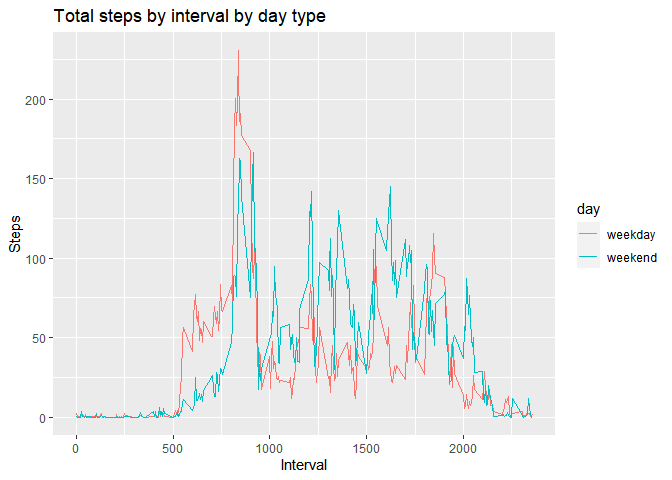 Total steps by interval by day type
Steps
200
150
100
50
0
0 500 1000 1500 2000
Interval
day
weekday
weekend